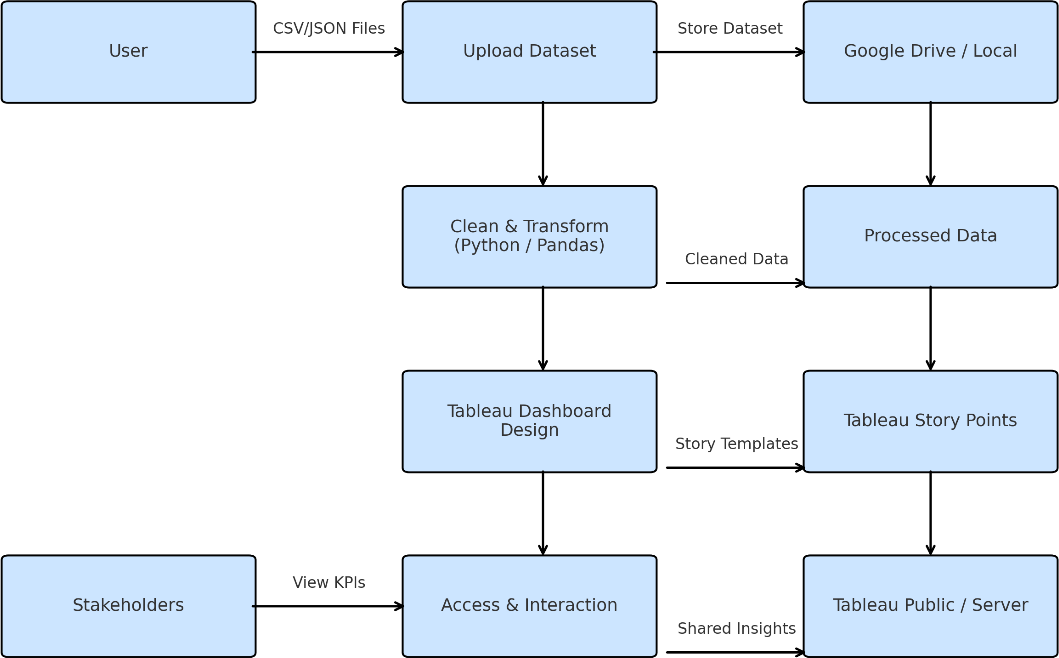 User
CSV/JSON Files
Upload Dataset
Store Dataset
Google Drive / Local
Clean & Transform
(Python / Pandas)
Cleaned Data
Processed Data
Tableau Dashboard
Design
Story Templates
Tableau Story Points
Stakeholders
View KPIs
Access & Interaction
Shared Insights
Tableau Public / Server